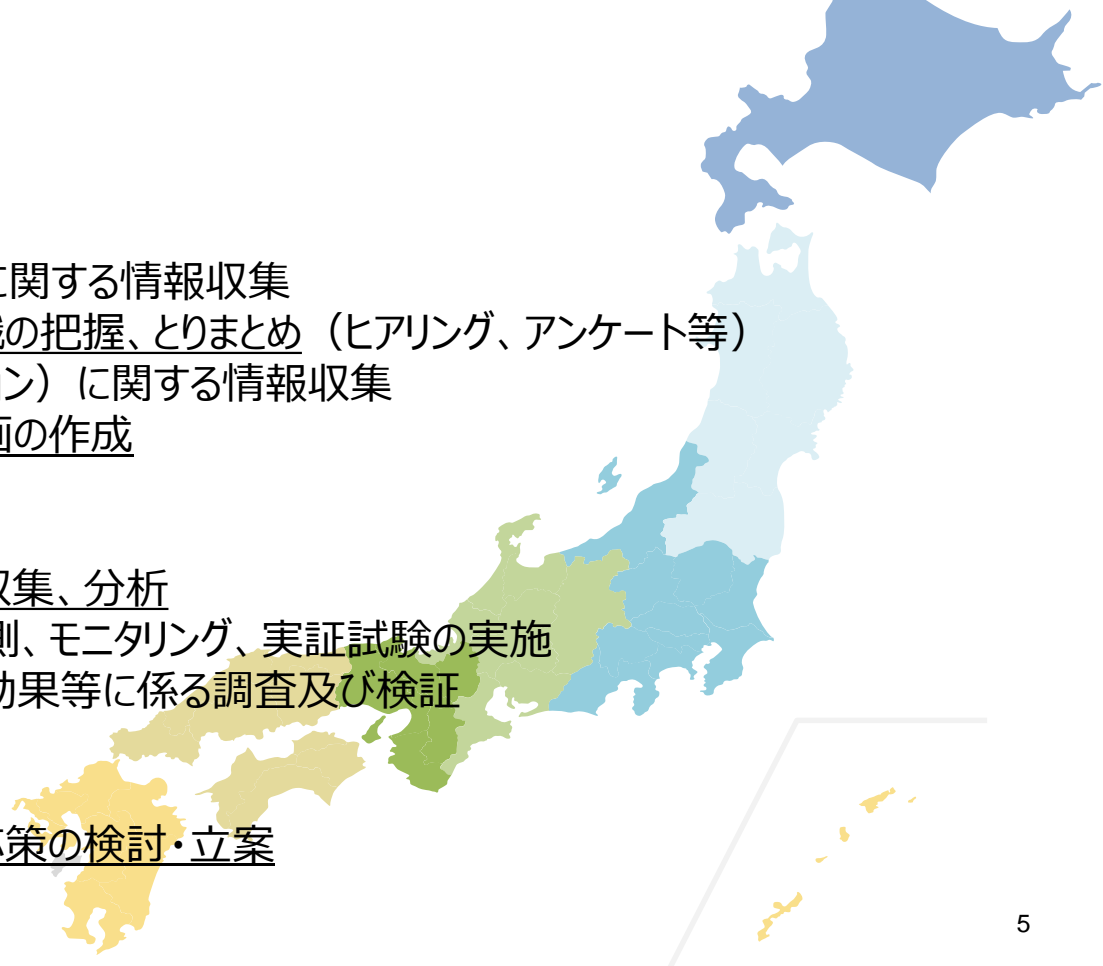 に関する情報収集
の把握、とりまとめ（ヒアリング、アンケート等）
ン）に関する情報収集
画の作成
収集、分析
測、モニタリング、実証試験の実施
効果等に係る調査及び検証
策の検討・立案
5